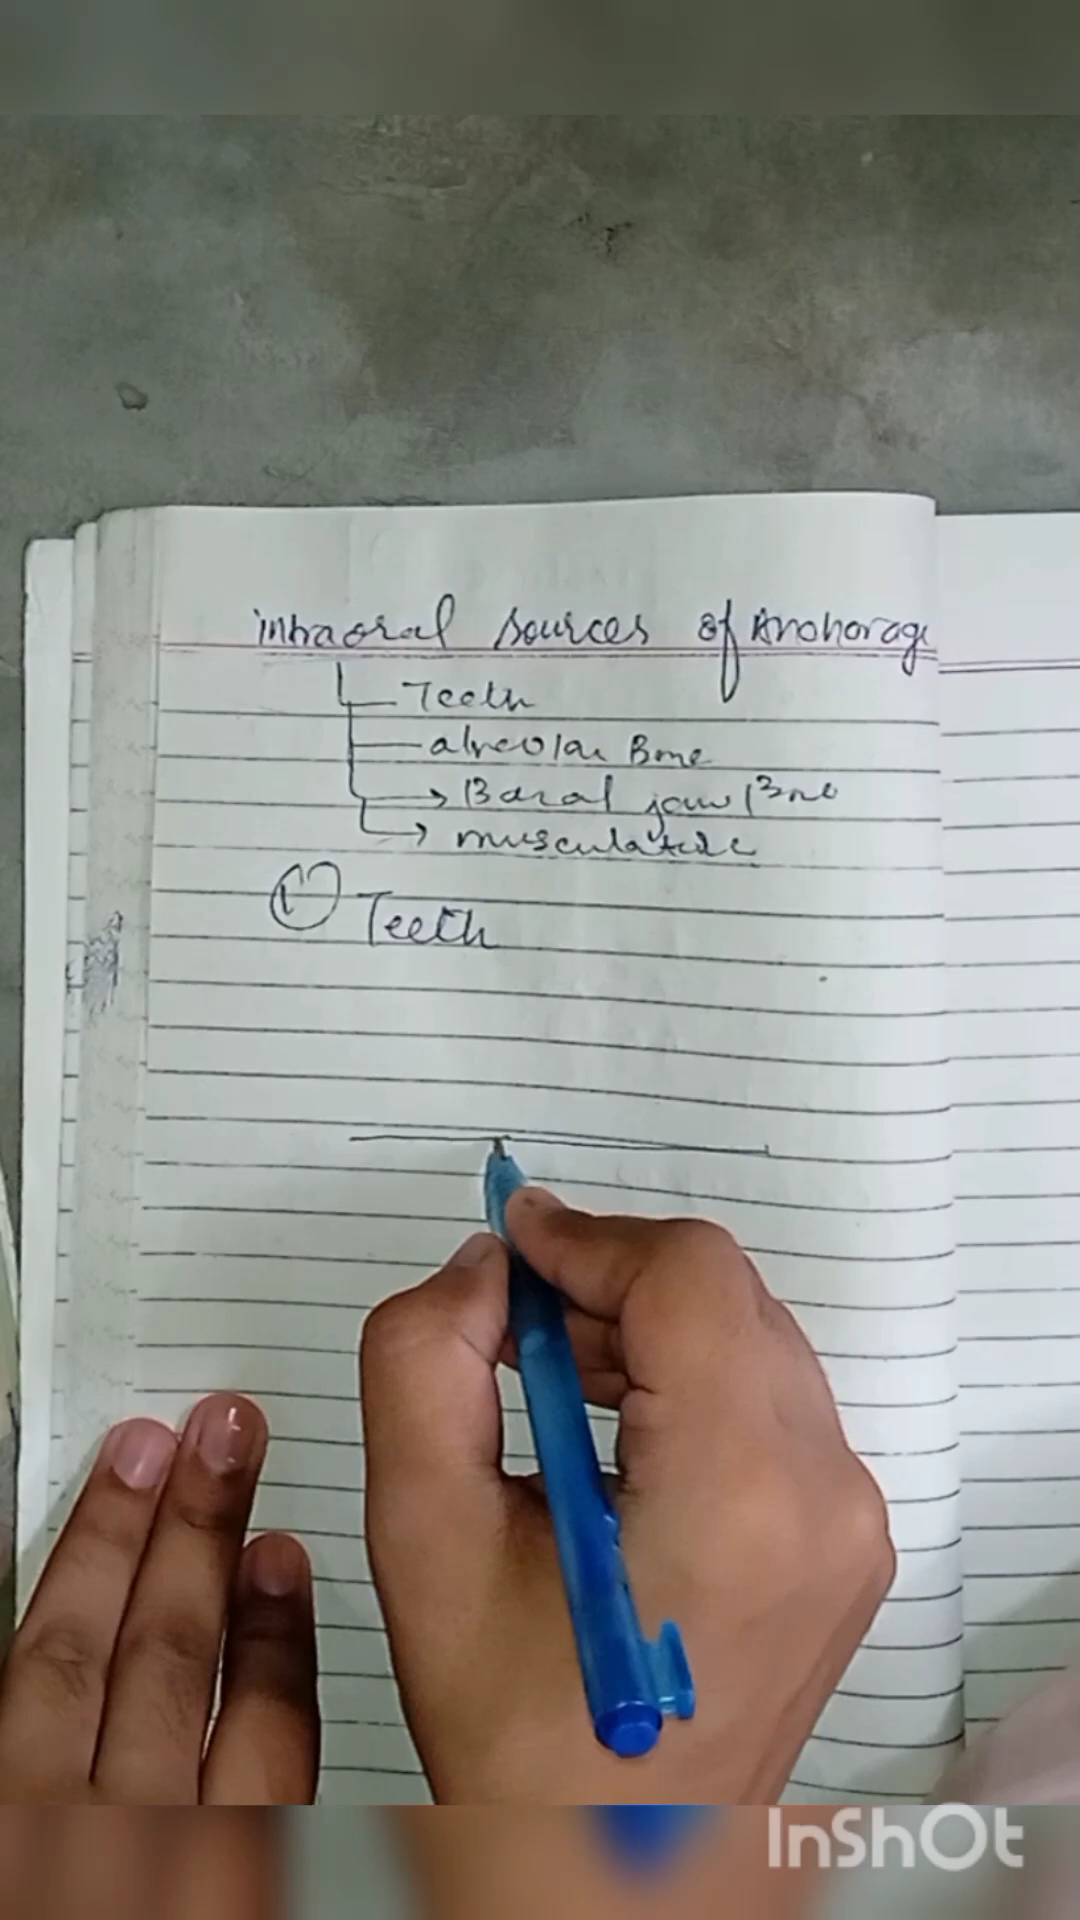 intraoral sources of Anchorage
Teeth
alveolar Bone
Basal jaw Bone
musculature
1 Teeth
InShOt